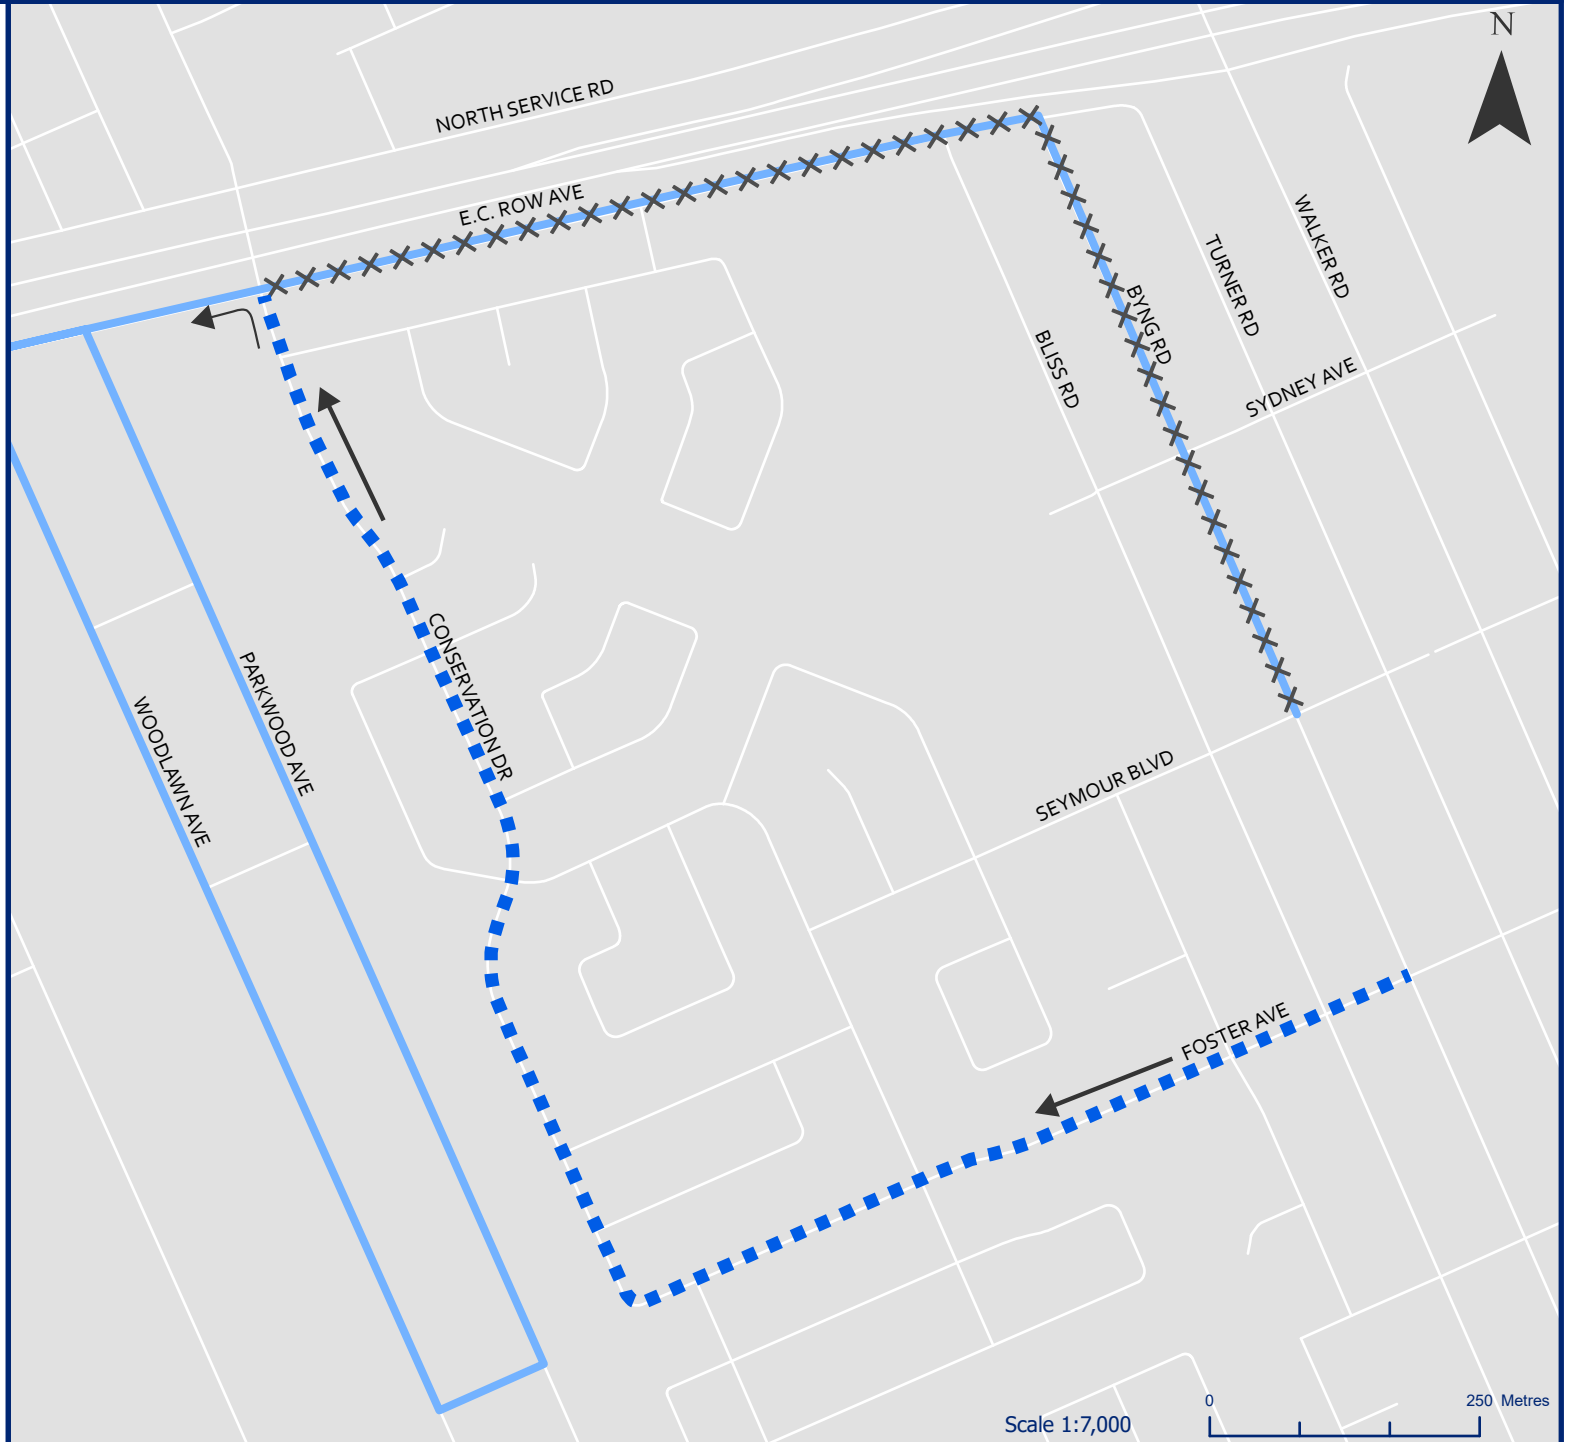 N
NORTH SERVICE RD
E.C. ROW AVE
WALKER RD
TURNER RD
BYNG RD
BLISS RD
SYDNEY AVE
CONSERVATION DR
PARKWOOD AVE
WOODLAWN AVE
SEYMOUR BLVD
FOSTER AVE
0 250 Metres
Scale 1:7,000